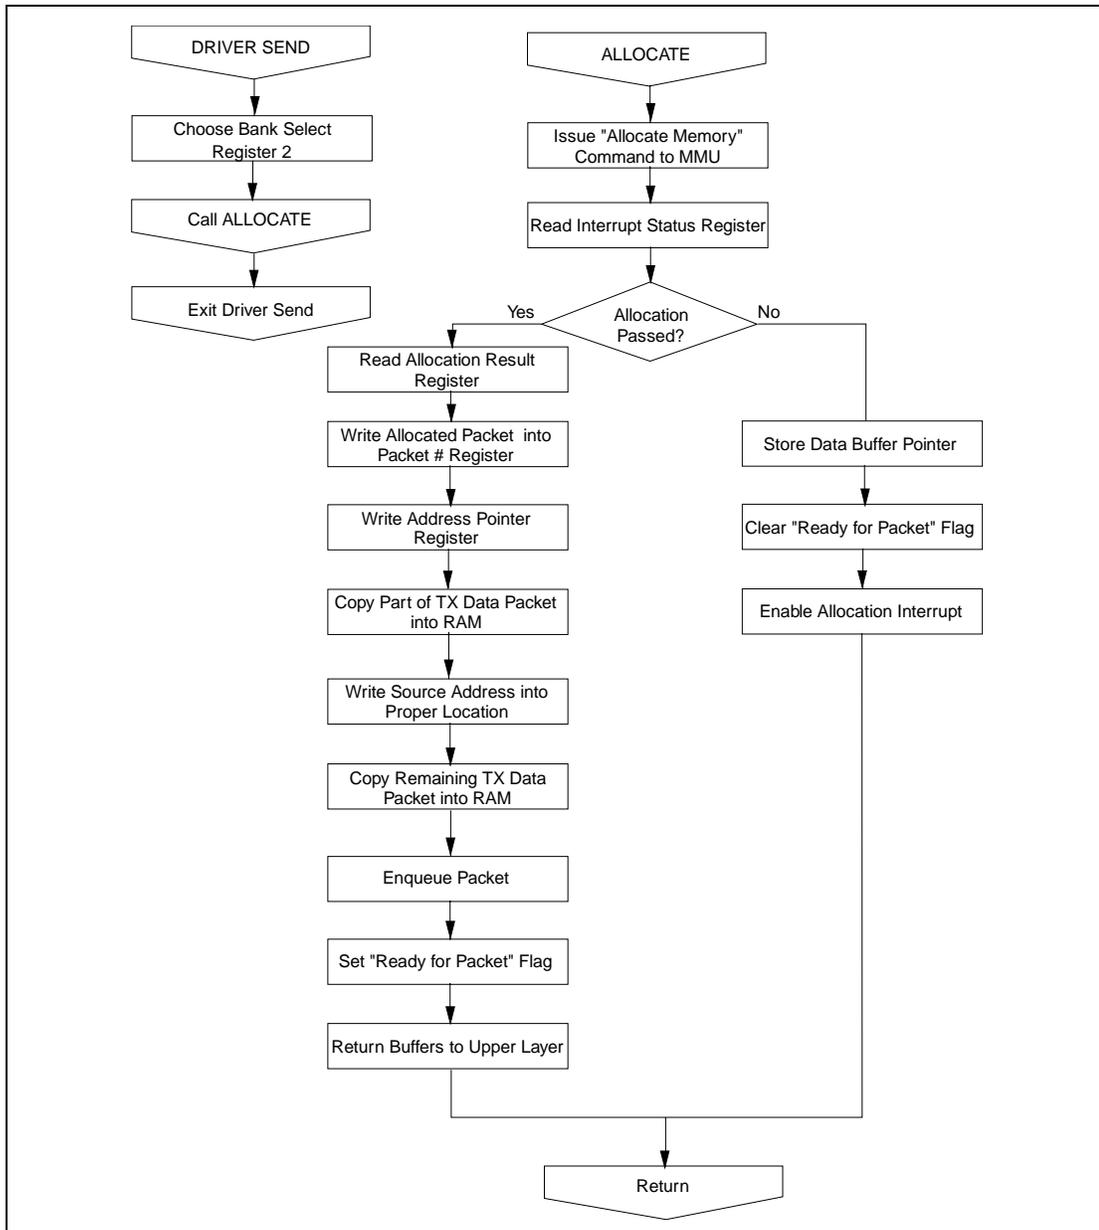 DRIVER SEND
Choose Bank Select
Register 2
Call ALLOCATE
Exit Driver Send
ALLOCATE
Issue "Allocate Memory"
Command to MMU
Read Interrupt Status Register
Allocation
Passed?
Yes
No
Read Allocation Result
Register
Write Allocated Packet into
Packet # Register
Write Address Pointer
Register
Copy Part of TX Data Packet
into RAM
Write Source Address into
Proper Location
Copy Remaining TX Data
Packet into RAM
Enqueue Packet
Set "Ready for Packet" Flag
Return Buffers to Upper Layer
Store Data Buffer Pointer
Clear "Ready for Packet" Flag
Enable Allocation Interrupt
Return